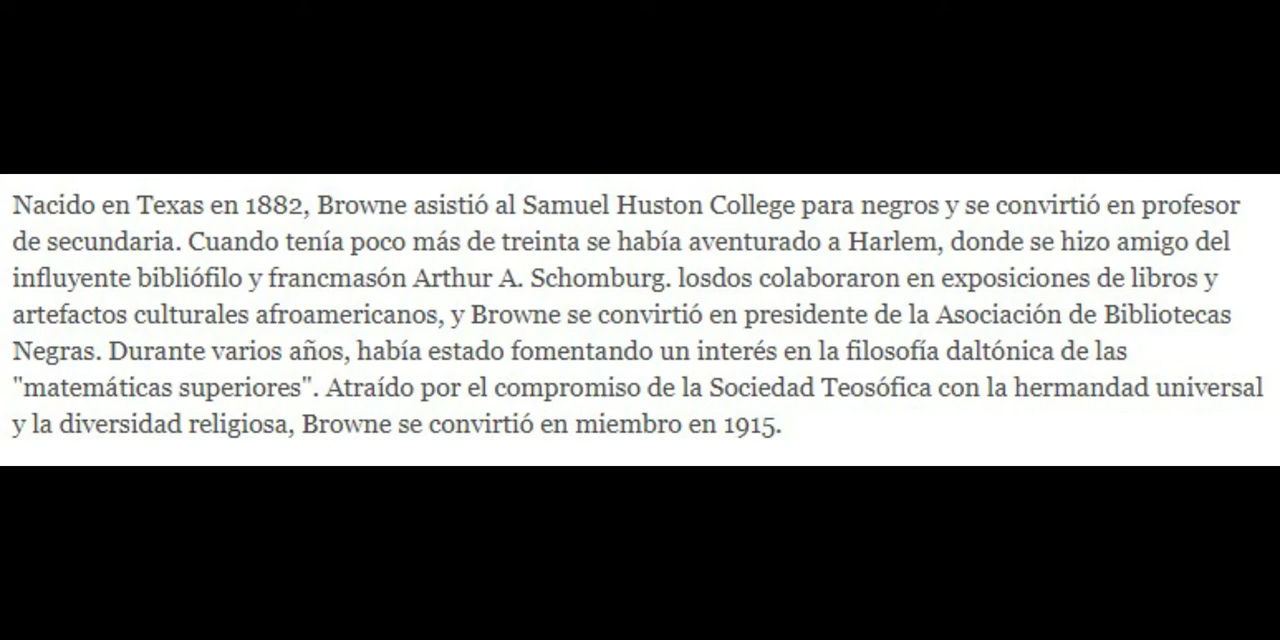 Nacido en Texas en 1882, Browne asistió al Samuel Huston College para negros y se convirtió en profesor
de secundaria. Cuando tenía poco más de treinta se había aventurado a Harlem, donde se hizo amigo del
influyente bibliófilo y francmasón Arthur A. Schomburg. losdos colaboraron en exposiciones de libros y
artefactos culturales afroamericanos, y Browne se convirtió en presidente de la Asociación de Bibliotecas
Negras. Durante varios años, había estado fomentando un interés en la filosofía daltónica de las
"matemáticas superiores". Atraído por el compromiso de la Sociedad Teosófica con la hermandad universal
y la diversidad religiosa, Browne se convirtió en miembro en 1915.